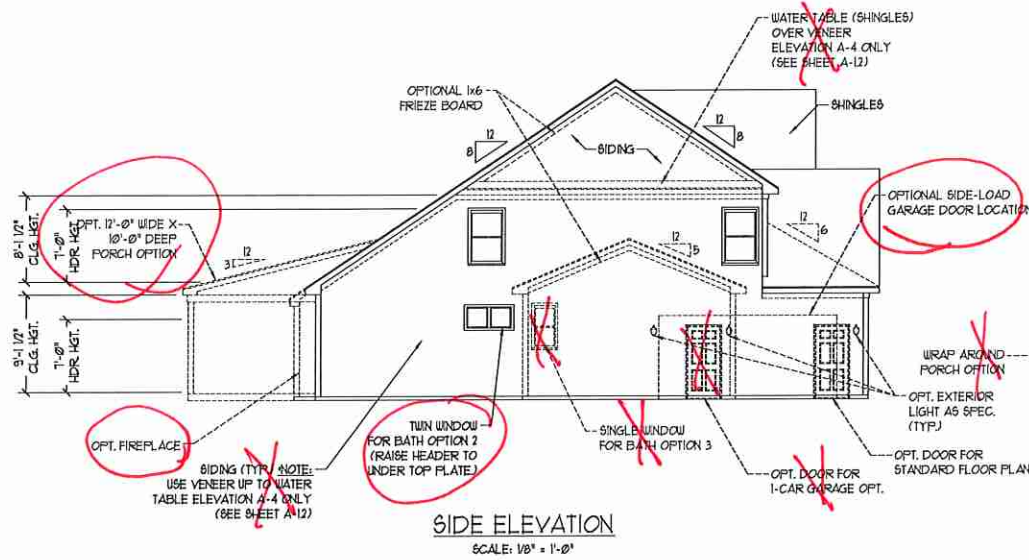 WATER TABLE (SHINGLES)
OVER VENEER
ELEVATION A-4 ONLY
(SEE SHEET A-12)
OPTIONAL 1x6
FRIEZE BOARD
SHINGLES
12
8
12
8
SIDING
OPTIONAL SIDE-LOAD
GARAGE DOOR LOCATION
OPT. 12'-0" WIDE X
10'-0" DEEP
PORCH OPTION
8'-1 1/2"
CLG. HGT.
7'-0"
HDR. HGT.
12
3
12
5
12
6
9'-1 1/2"
CLG. HGT.
7'-0"
HDR. HGT.
WRAP AROUND
PORCH OPTION
OPT. EXTERIOR
LIGHT AS SPEC.
(TYP.)
OPT. FIREPLACE
TWIN WINDOW
FOR BATH OPTION 2
(RAISE HEADER TO
UNDER TOP PLATE)
SINGLE WINDOW
FOR BATH OPTION 3
OPT. DOOR FOR
STANDARD FLOOR PLAN
OPT. DOOR FOR
1-CAR GARAGE OPT.
SIDING (TYP.) NOTE:
USE VENEER UP TO WATER
TABLE ELEVATION A-4 ONLY
(SEE SHEET A-12)
SIDE ELEVATION
SCALE: 1/8" = 1'-0"